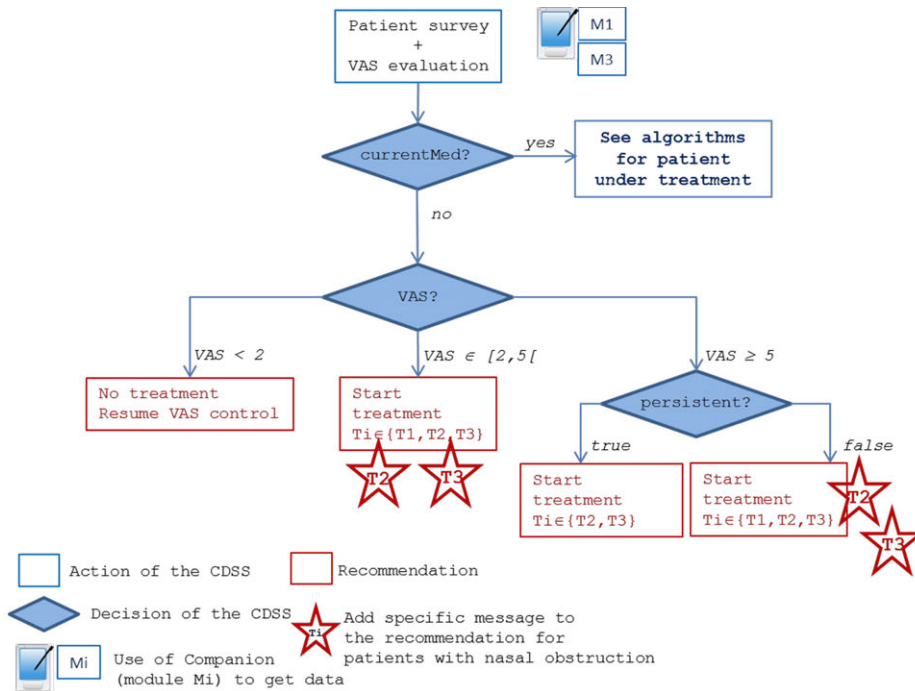 Patient survey
+
VAS evaluation
M1
M3
currentMed?
yes
See algorithms
for patient
under treatment
no
VAS?
VAS < 2
VAS ∈ [2,5[
VAS ≥ 5
No treatment
Resume VAS control
Start
treatment
Ti∈{T1,T2,T3}
T2
T3
persistent?
true
false
Start
treatment
Ti∈{T2,T3}
Start
treatment
Ti∈{T1,T2,T3}
T2
T3
Action of the CDSS
Recommendation
Decision of the CDSS
Ti
Add specific message to
the recommendation for
patients with nasal obstruction
Mi
Use of Companion
(module Mi) to get data